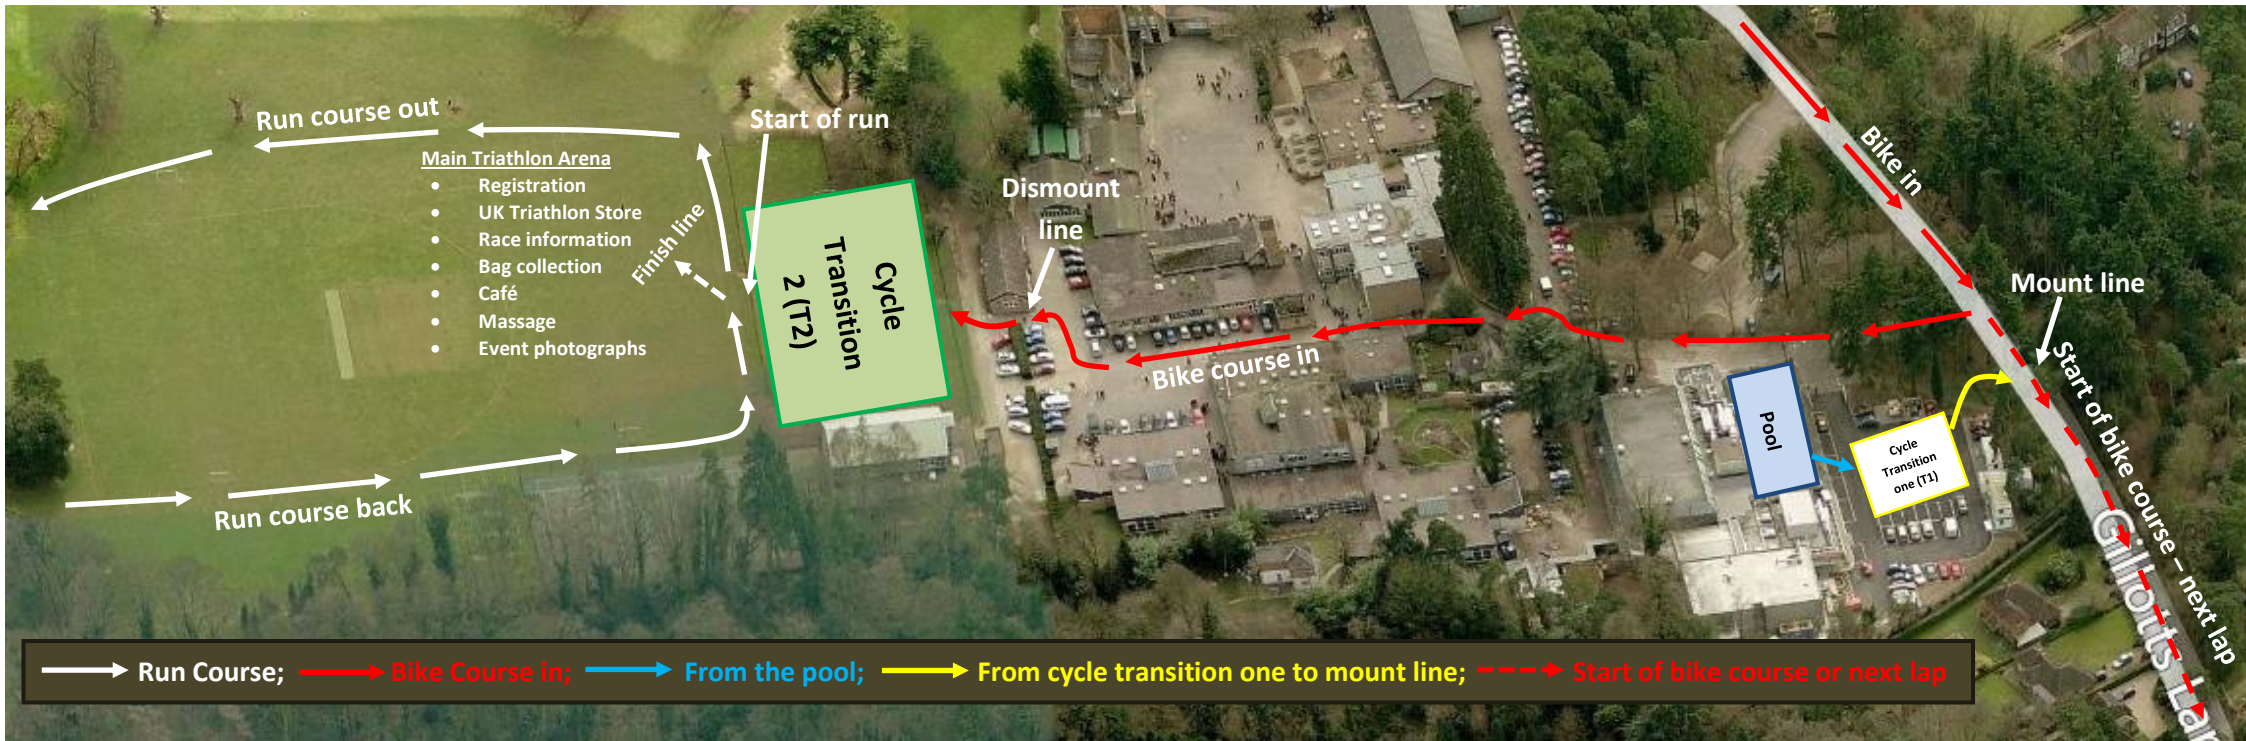 Run course out
Main Triathlon Arena
• Registration
• UK Triathlon Store
• Race information
• Bag collection
• Café
• Massage
• Event photographs
Finish line
Start of run
Cycle
Transition
2 (T2)
Run course back
Dismount
line
Bike course in
Bike in
Mount line
Pool
Cycle
Transition
one (T1)
Start of bike course – next lap
Gillotts La
Run Course; Bike Course in; From the pool; From cycle transition one to mount line; Start of bike course or next lap